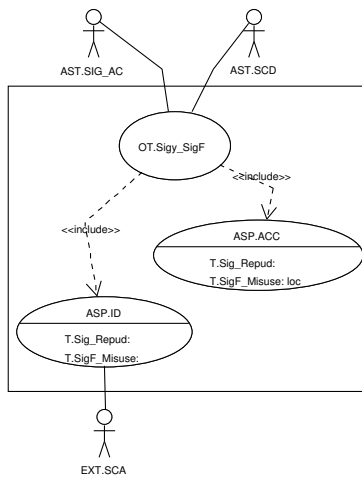 AST.SIG_AC
AST.SCD
OT.Sigy_SigF
<<include>>
<<include>>
ASP.ACC
T.Sig_Repud:
T.SigF_Misuse: loc
ASP.ID
T.Sig_Repud:
T.SigF_Misuse:
EXT.SCA